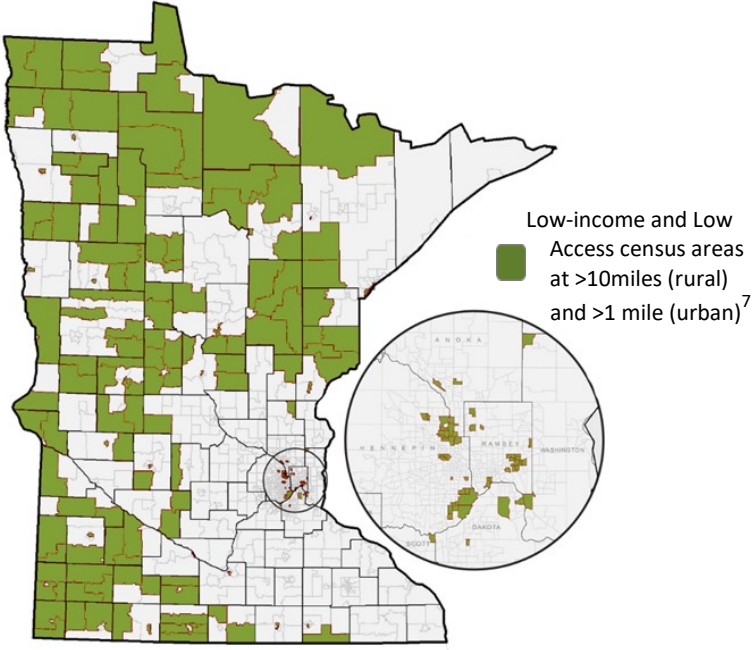 Low-income and Low
Access census areas
at >10miles (rural)
and >1 mile (urban)7
ANOKA
HENNEPIN
RAMSEY
WASHINGTON
DAKOTA
SCOTT